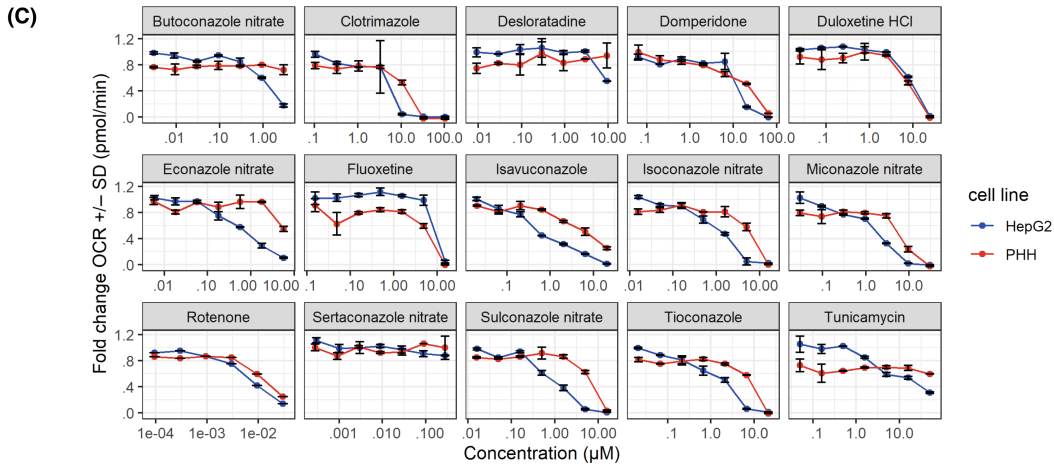 (C)
Fold change OCR +/− SD (pmol/min)
Butoconazole nitrate Clotrimazole Desloratadine Domperidone Duloxetine HCl
1.2
.8
.4
.0
.01 .10 1.00
.1 1.0 10.0 100.0
.01 .10 1.00 10.00
.1 1.0 10.0 100.0
.1 1.0 10.0
Econazole nitrate Fluoxetine Isavuconazole Isoconazole nitrate Miconazole nitrate
1.2
.8
.4
.0
.01 .10 1.00 10.00
.1 1.0 10.0
.1 1.0 10.0
.1 1.0 10.0
.1 1.0 10.0
Rotenone Sertaconazole nitrate Sulconazole nitrate Tioconazole Tunicamycin
1.2
.8
.4
.0
1e-04 1e-03 1e-02
.001 .010 .100
.01 .10 1.00 10.00
.1 1.0 10.0
.1 1.0 10.0
Concentration (µM)
cell line
HepG2
PHH